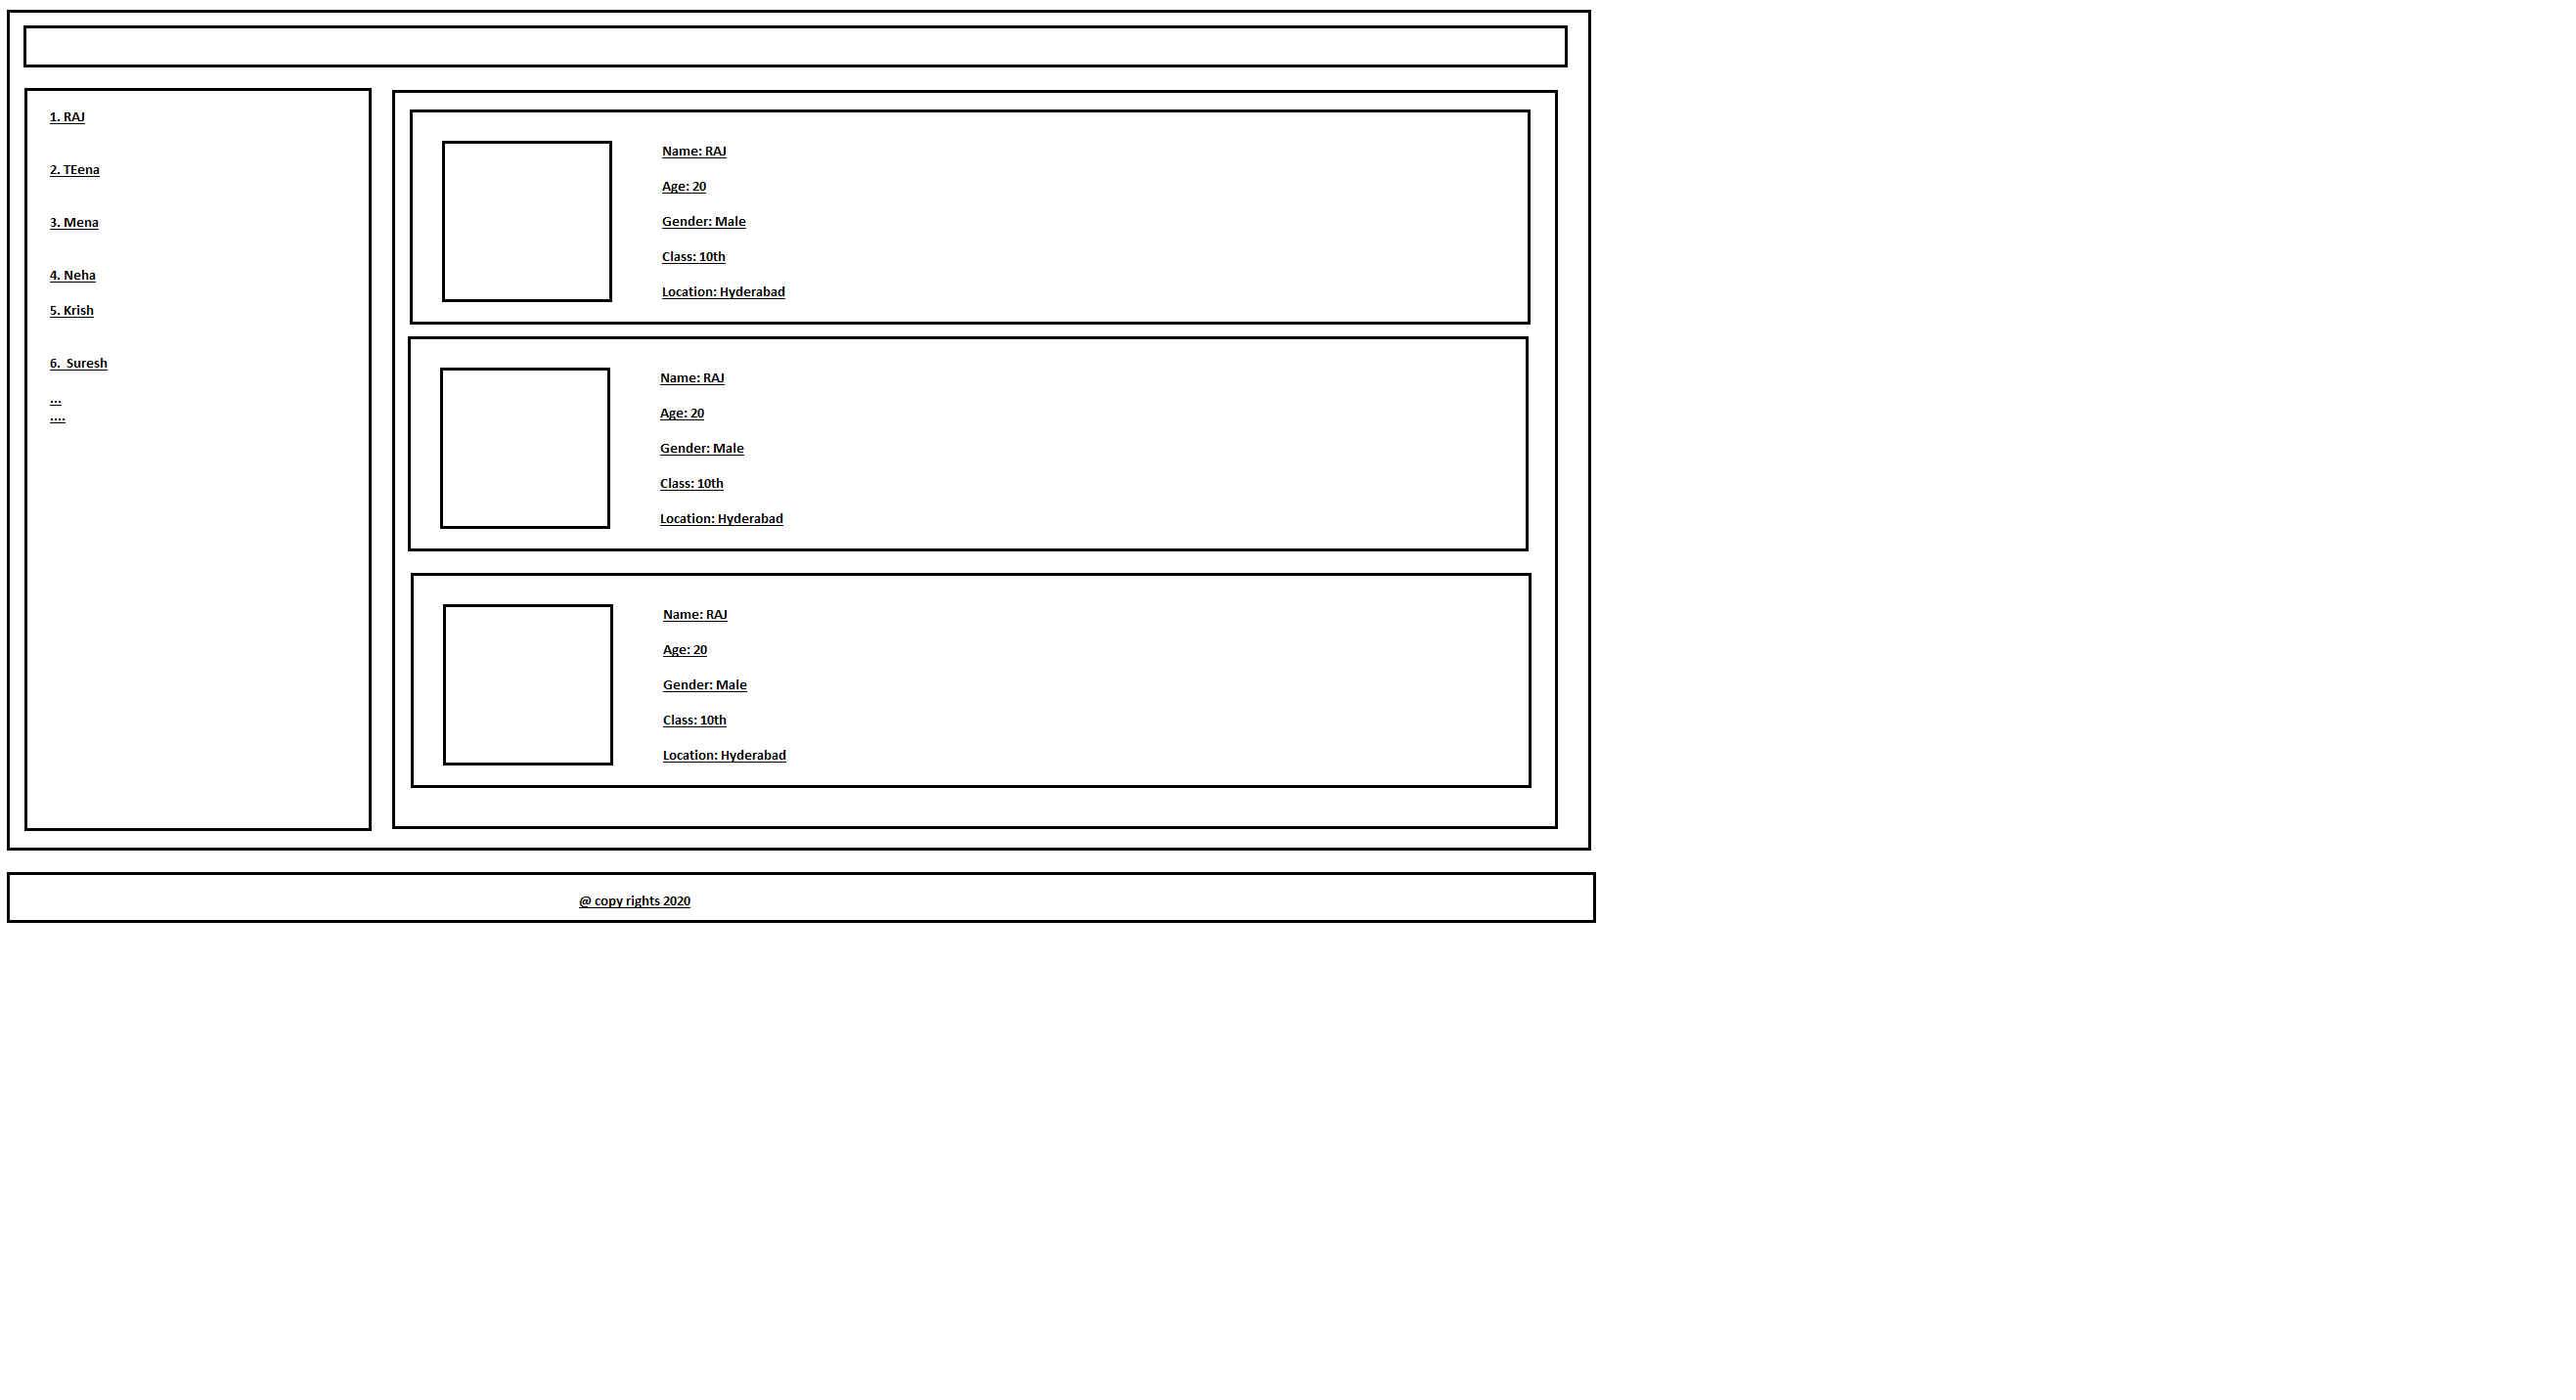 1. RAJ
2. TEena
3. Mena
4. Neha
5. Krish
6.  Suresh
...
....
Name: RAJ
Age: 20
Gender: Male
Class: 10th
Location: Hyderabad
Name: RAJ
Age: 20
Gender: Male
Class: 10th
Location: Hyderabad
Name: RAJ
Age: 20
Gender: Male
Class: 10th
Location: Hyderabad
@ copy rights 2020